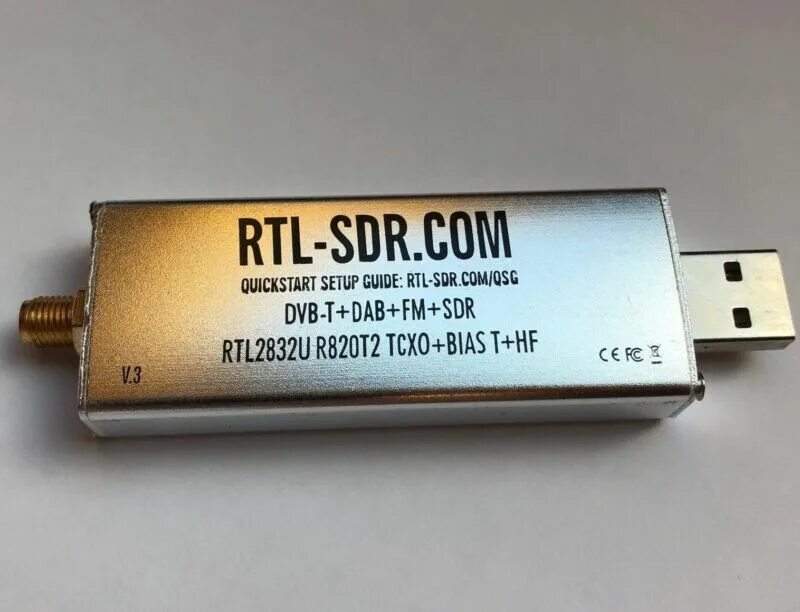 RTL-SDR.COM
QUICKSTART SETUP GUIDE: RTL-SDR.COM/QSG
DVB-T+DAB+FM+SDR
RTL2832U R820T2 TCXO+BIAS T+HF
V.3
CE FC